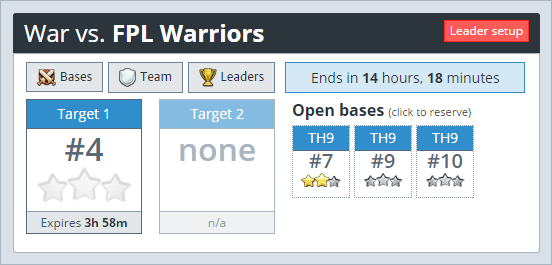 War vs. FPL Warriors
Leader setup
Bases
Team
Leaders
Ends in 14 hours, 18 minutes
Target 1
#4
Expires 3h 58m
Target 2
none
n/a
Open bases (click to reserve)
TH9
#7
TH9
#9
TH9
#10